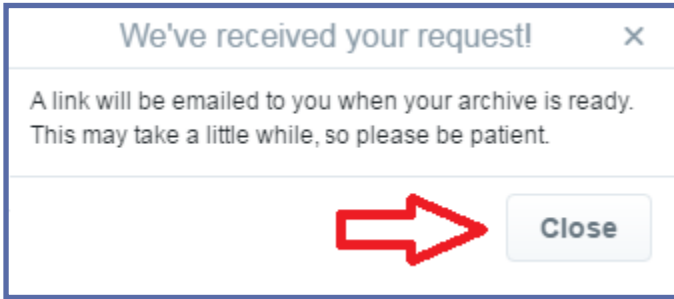 We've received your request!
A link will be emailed to you when your archive is ready.
This may take a little while, so please be patient.
Close